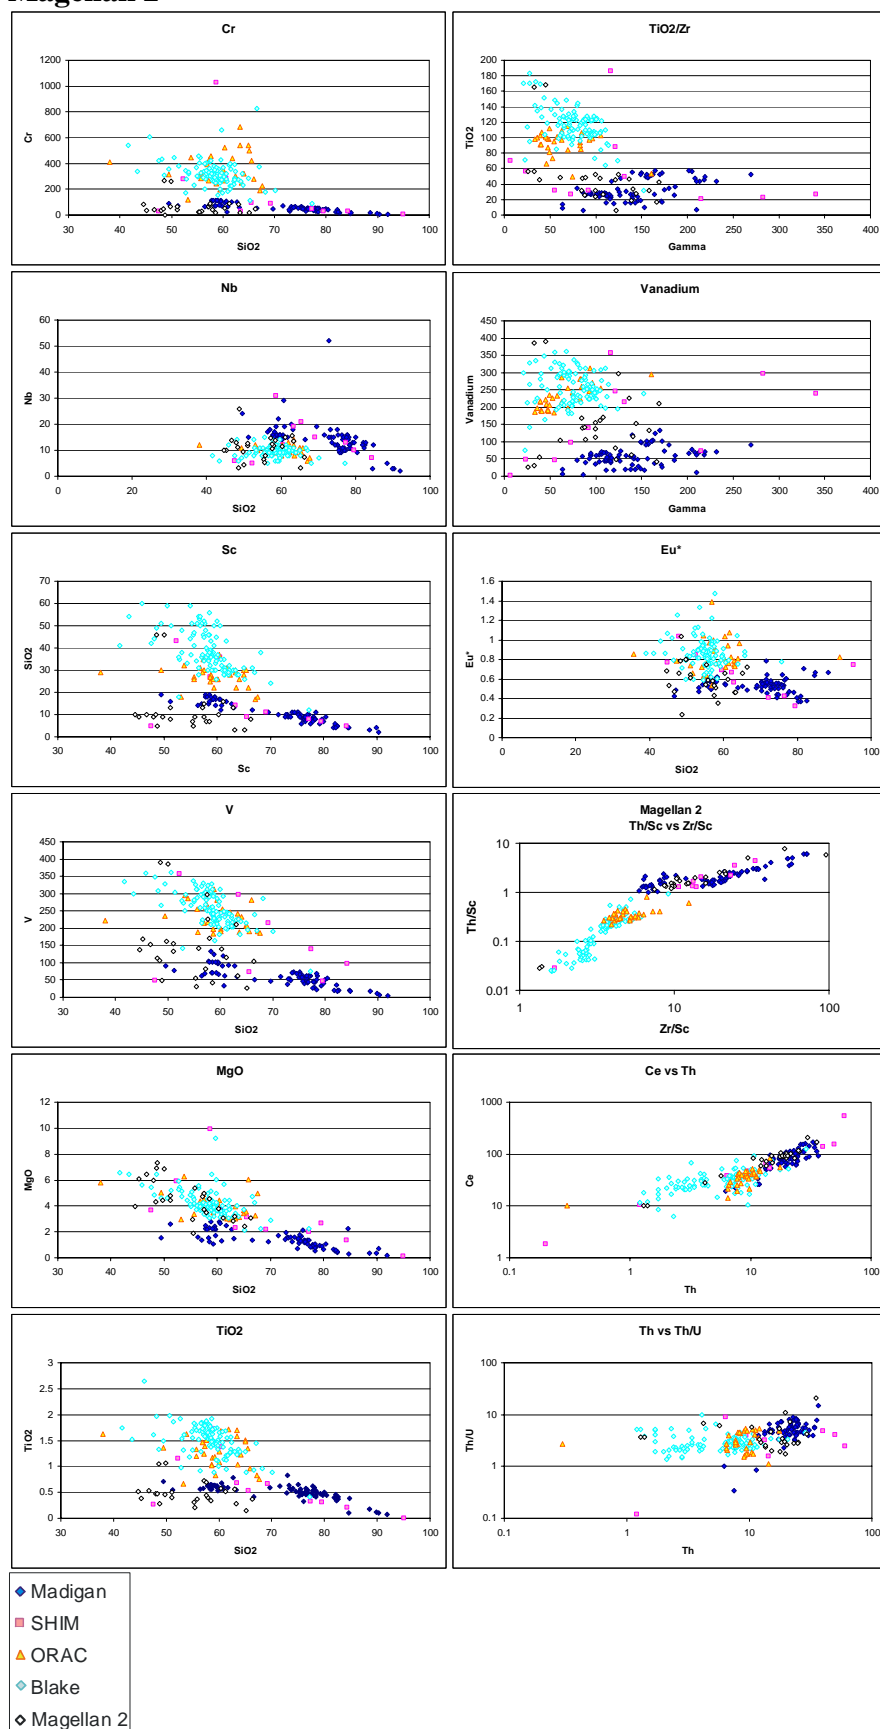 Magellan 2
Cr
1200
1000
800
600
400
200
0
30 40 50 60 70 80 90 100
Cr
SiO2
TiO2/Zr
200
180
160
140
120
100
80
60
40
20
0
0 50 100 150 200 250 300 350 400
TiO2
Gamma
Nb
60
50
40
30
20
10
0
0 20 40 60 80 100
Nb
SiO2
Vanadium
450
400
350
300
250
200
150
100
50
0
0 50 100 150 200 250 300 350 400
Vanadium
Gamma
Sc
70
60
50
40
30
20
10
0
30 40 50 60 70 80 90 100
SiO2
Sc
Eu*
1.6
1.4
1.2
1
0.8
0.6
0.4
0.2
0
0 20 40 60 80 100
Eu*
SiO2
V
450
400
350
300
250
200
150
100
50
0
30 40 50 60 70 80 90 100
V
SiO2
Magellan 2
Th/Sc vs Zr/Sc
10
1
0.1
0.01
1 10 100
Th/Sc
Zr/Sc
MgO
12
10
8
6
4
2
0
30 40 50 60 70 80 90 100
MgO
SiO2
Ce vs Th
1000
100
10
1
0.1 1 10 100
Ce
Th
TiO2
3
2.5
2
1.5
1
0.5
0
30 40 50 60 70 80 90 100
TiO2
SiO2
Th vs Th/U
100
10
1
0.1
0.1 1 10 100
Th/U
Th
Madigan
SHIM
ORAC
Blake
Magellan 2